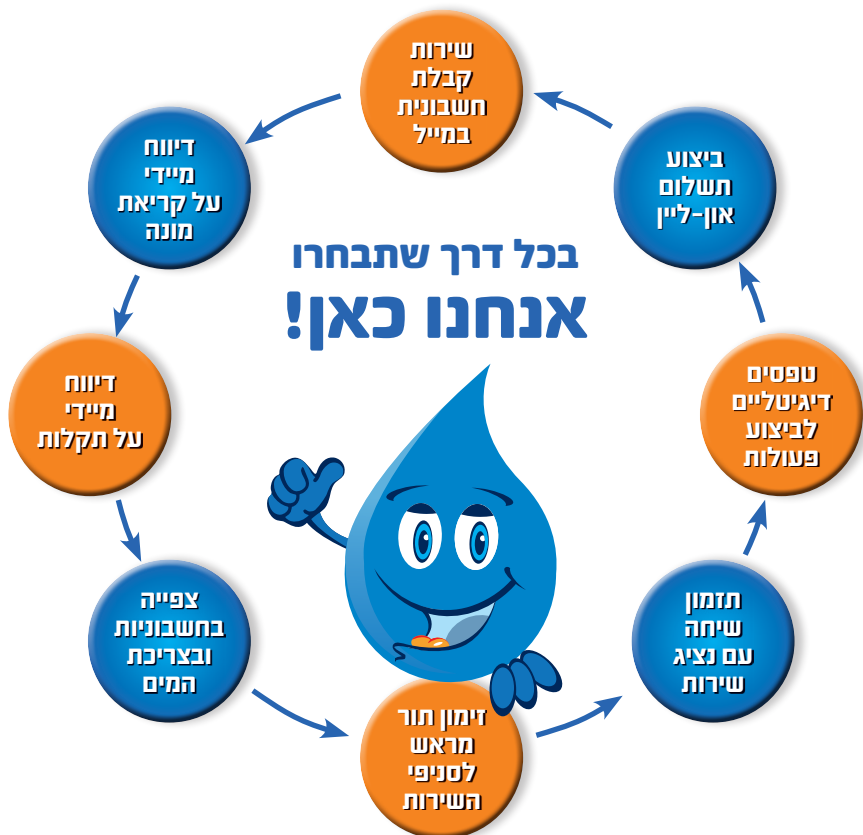 שירות
קבלת
חשבונית
במייל
דיווח
מיידי
על קריאת
מונה
דיווח
מיידי
על תקלות
צפייה
בחשבוניות
ובצריכת
המים
זימון תור
מראש
לסניפי
השירות
תזמון
שיחה
עם נציג
שירות
טפסים
דיגיטליים
לביצוע
פעולות
ביצוע
תשלום
און-ליין
בכל דרך שתבחרו
אנחנו כאן!